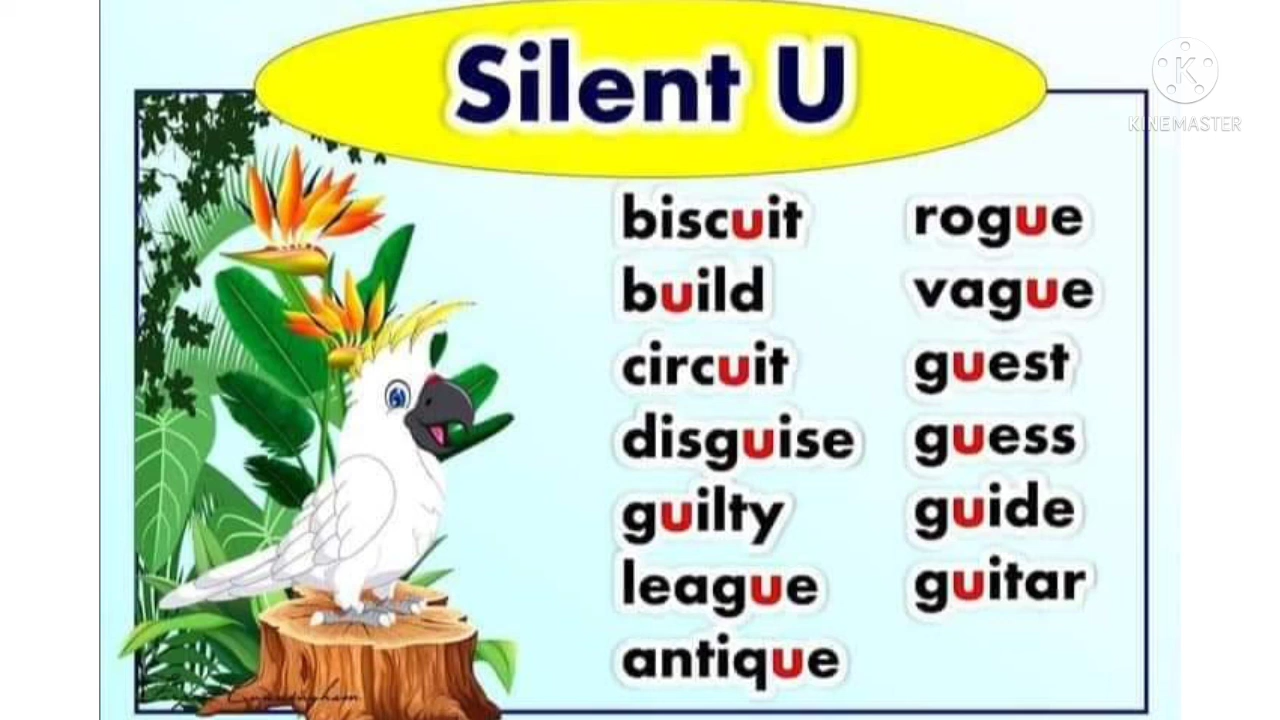 Silent U
KINEMASTER
biscuit
build
circuit
disguise
guilty
league
antique
rogue
vague
guest
guess
guide
guitar